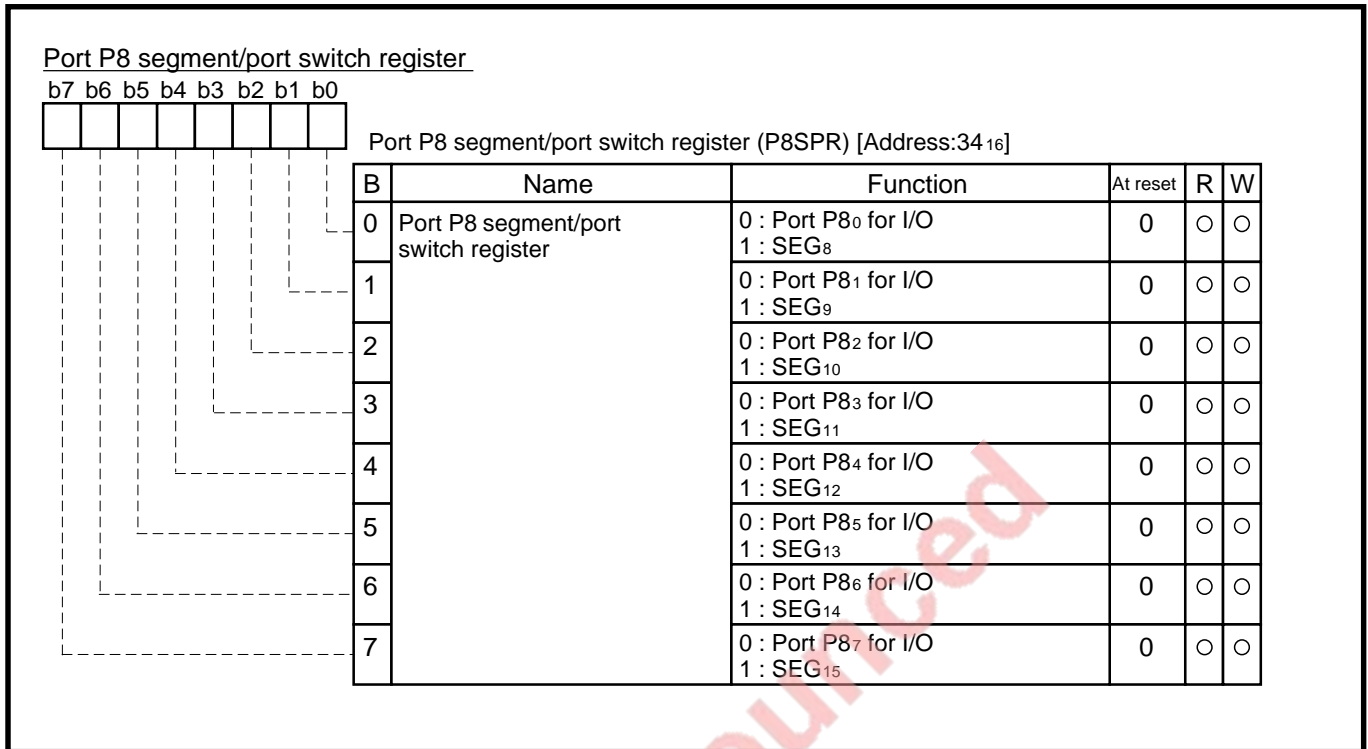 Port P8 segment/port switch register
b7 b6 b5 b4 b3 b2 b1 b0
Port P8 segment/port switch register (P8SPR) [Address:34 16]
B Name Function At reset R W
0 Port P8 segment/port switch register 0 : Port P80 for I/O 0 ○ ○
1 : SEG8
1 0 : Port P81 for I/O 0 ○ ○
1 : SEG9
2 0 : Port P82 for I/O 0 ○ ○
1 : SEG10
3 0 : Port P83 for I/O 0 ○ ○
1 : SEG11
4 0 : Port P84 for I/O 0 ○ ○
1 : SEG12
5 0 : Port P85 for I/O 0 ○ ○
1 : SEG13
6 0 : Port P86 for I/O 0 ○ ○
1 : SEG14
7 0 : Port P87 for I/O 0 ○ ○
1 : SEG15
ounced